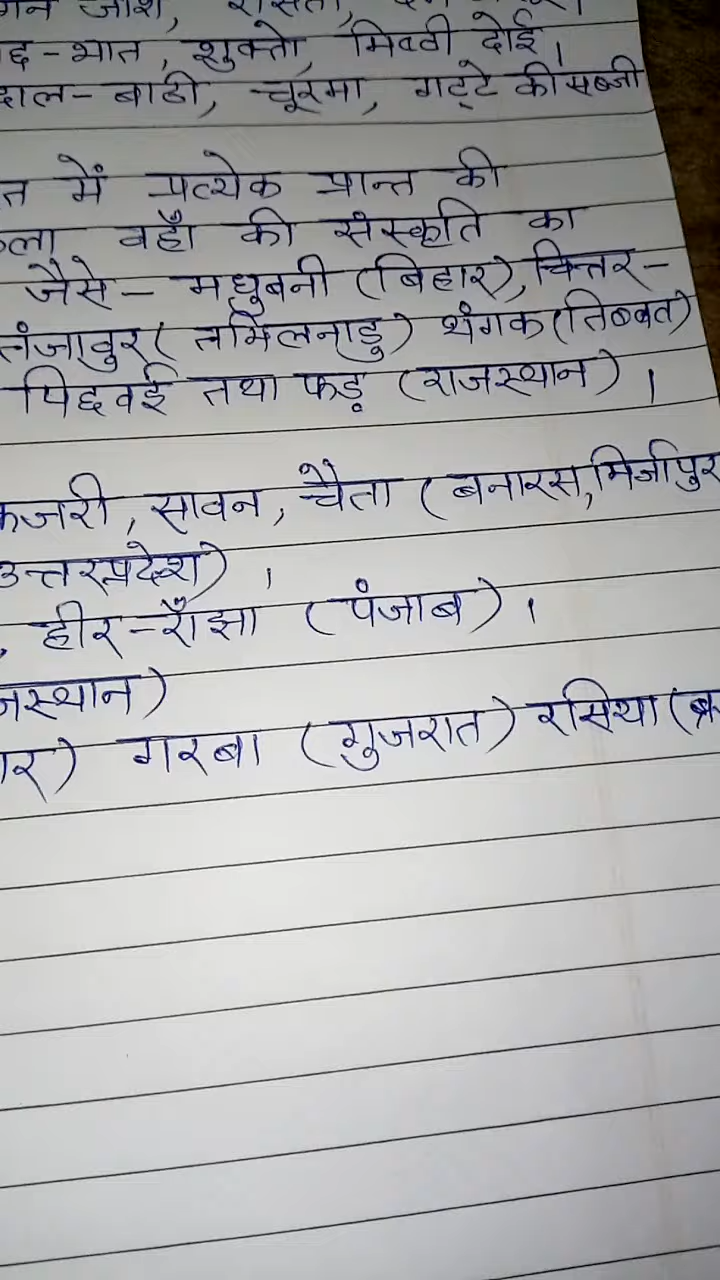 जोश,
-भात, शुक्तो, मिठ्ठी दोई।
दाल-बाटी, चूरमा, गट्टे की सब्जी
में प्रत्येक प्रान्त की
वहाँ की संस्कृति का
जैसे- मधुबनी (बिहार), चित्तर-
तंजावुर (तमिलनाडु) थंगक (तिब्बत)
पिछवई तथा फड़ (राजस्थान)।
कजरी, सावन, चैता (बनारस, मिर्जापुर
उत्तरप्रदेश)।
, हीर-राँझा (पंजाब)।
जस्थान)
गरबा (गुजरात) रसिया (ब्र